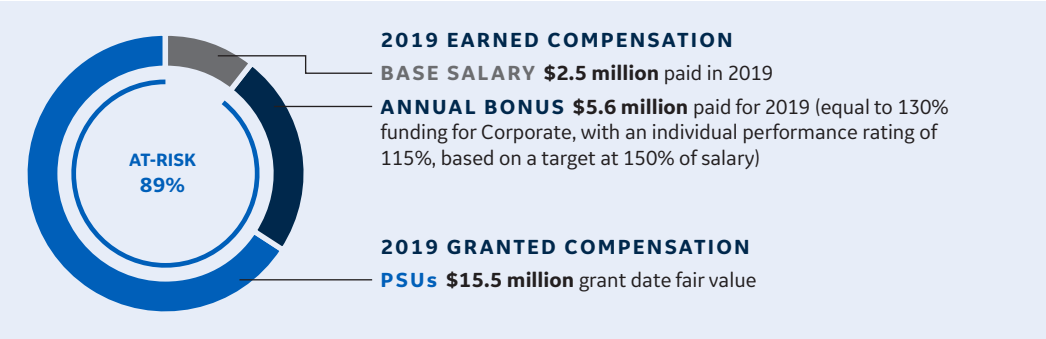 2019 EARNED COMPENSATION
BASE SALARY $2.5 million paid in 2019
ANNUAL BONUS $5.6 million paid for 2019 (equal to 130%
funding for Corporate, with an individual performance rating of
115%, based on a target at 150% of salary)
AT-RISK
89%
2019 GRANTED COMPENSATION
PSUs $15.5 million grant date fair value